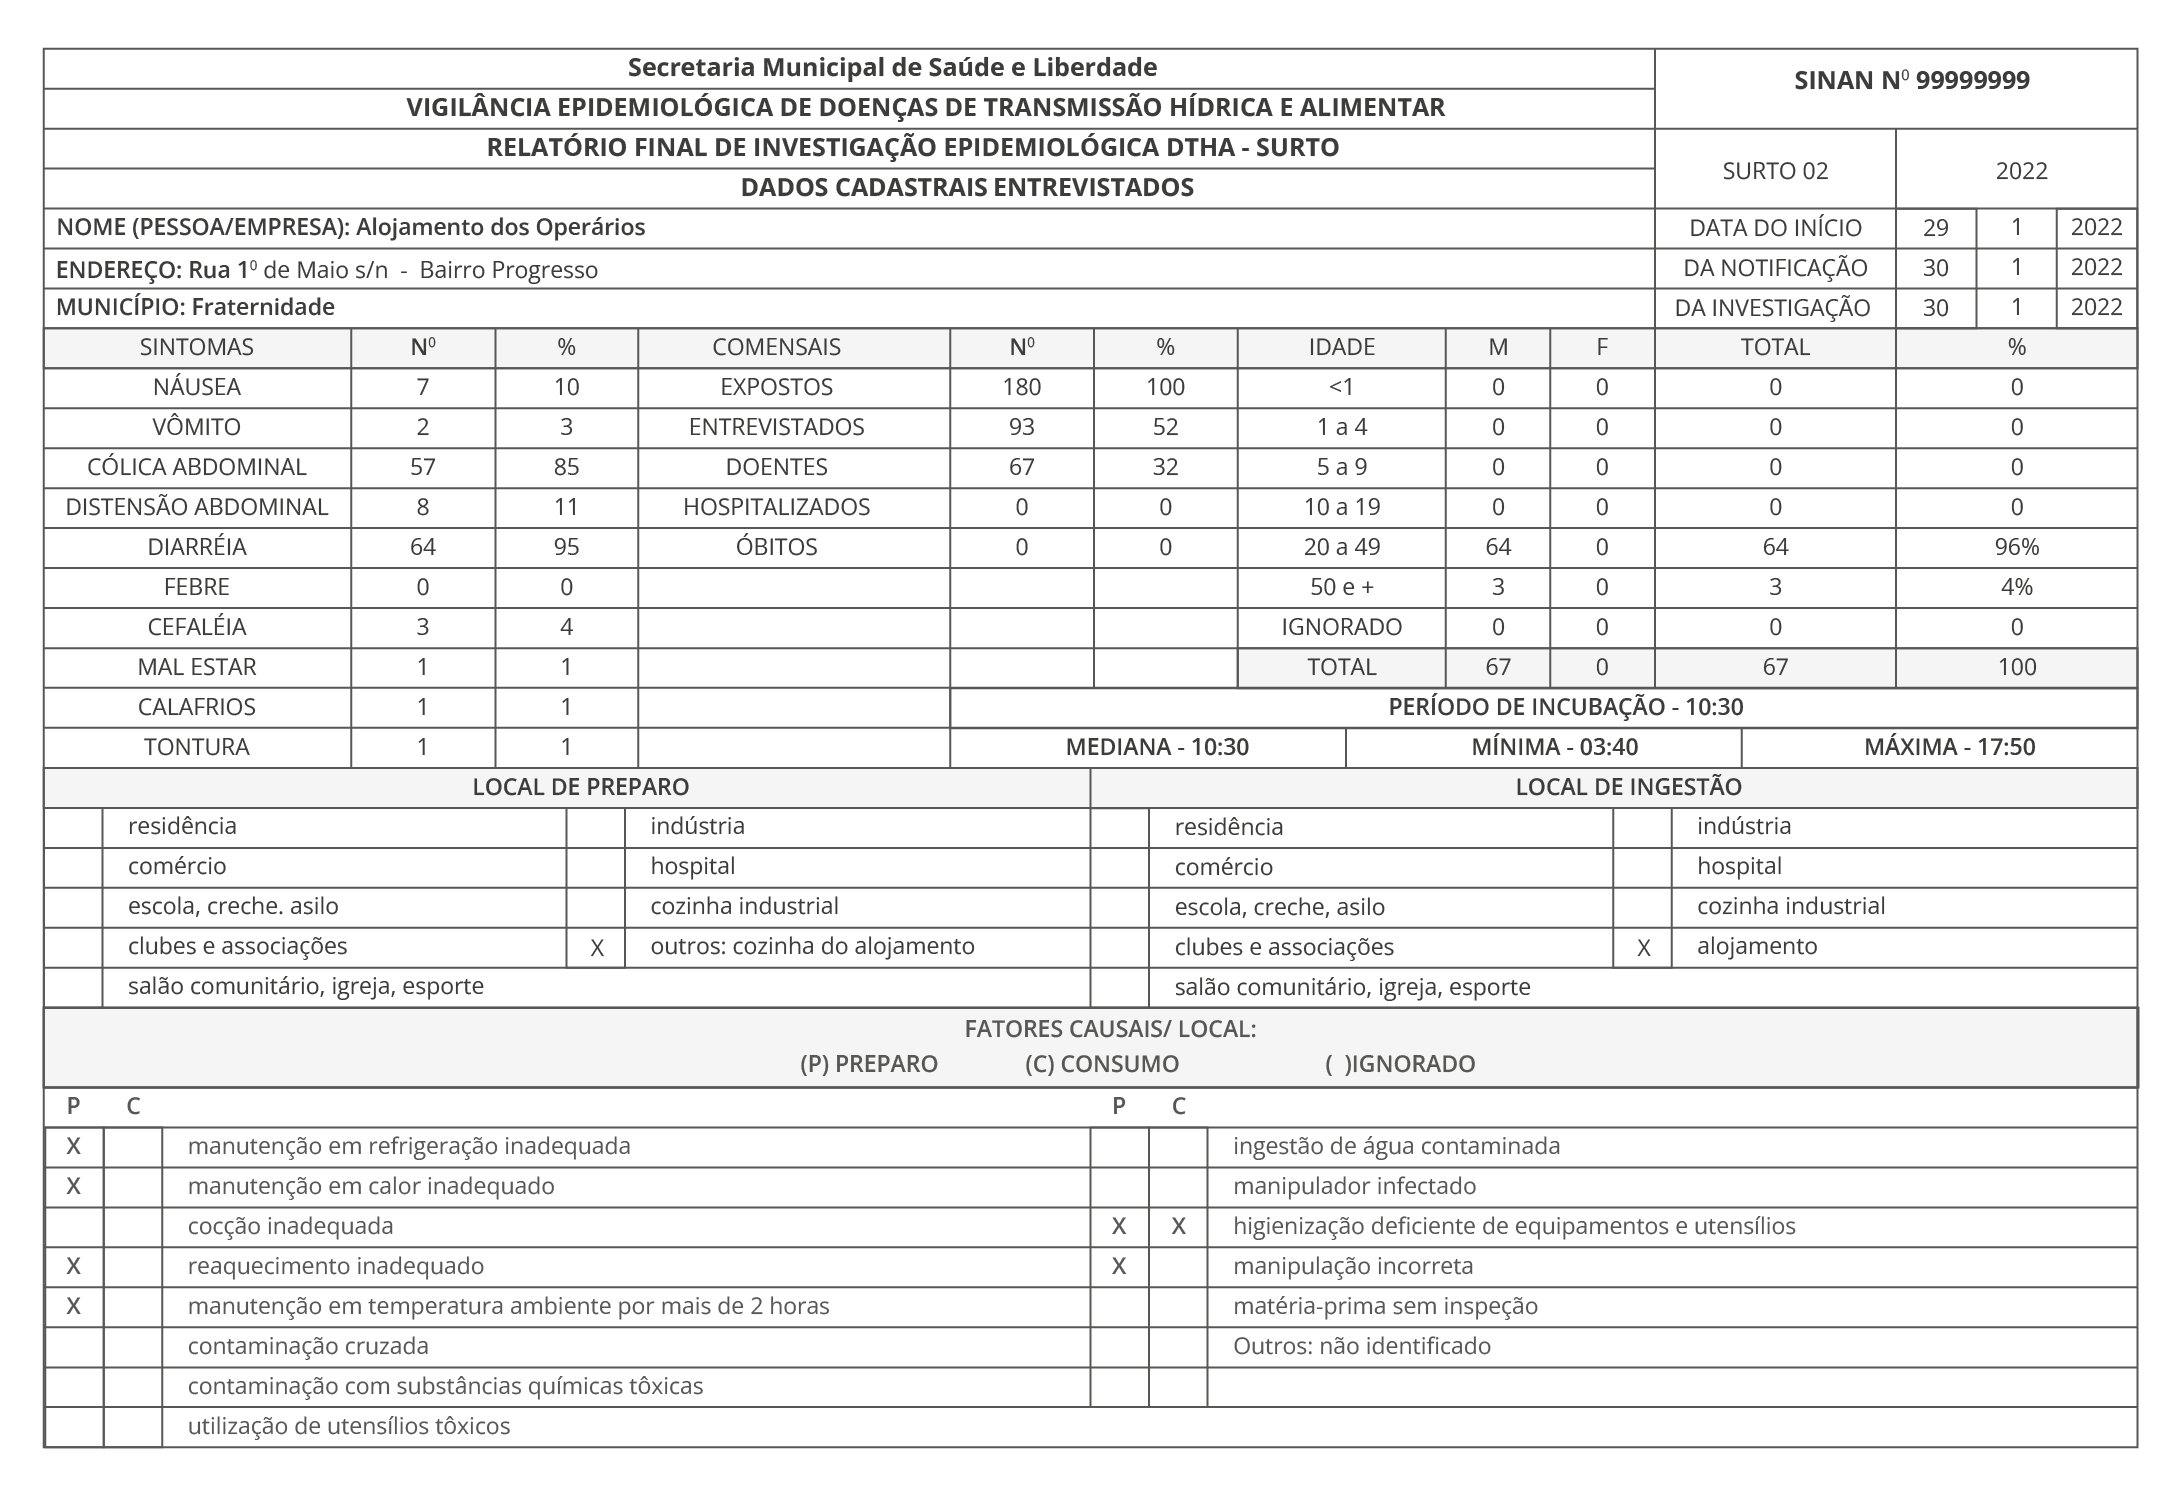 Secretaria Municipal de Saúde e Liberdade
SINAN Nº 99999999
VIGILÂNCIA EPIDEMIOLÓGICA DE DOENÇAS DE TRANSMISSÃO HÍDRICA E ALIMENTAR
RELATÓRIO FINAL DE INVESTIGAÇÃO EPIDEMIOLÓGICA DTHA - SURTO
SURTO 02 2022
DADOS CADASTRAIS ENTREVISTADOS
NOME (PESSOA/EMPRESA): Alojamento dos Operários DATA DO INÍCIO 29 1 2022
ENDEREÇO: Rua 1⁰ de Maio s/n - Bairro Progresso DA NOTIFICAÇÃO 30 1 2022
MUNICÍPIO: Fraternidade DA INVESTIGAÇÃO 30 1 2022
SINTOMAS N⁰ % COMENSAIS N⁰ % IDADE M F TOTAL %
NÁUSEA 7 10 EXPOSTOS 180 100 <1 0 0 0 0
VÔMITO 2 3 ENTREVISTADOS 93 52 1 a 4 0 0 0 0
CÓLICA ABDOMINAL 57 85 DOENTES 67 32 5 a 9 0 0 0 0
DISTENSÃO ABDOMINAL 8 11 HOSPITALIZADOS 0 0 10 a 19 0 0 0 0
DIARRÉIA 64 95 ÓBITOS 0 0 20 a 49 64 0 64 96%
FEBRE 0 0 50 e + 3 0 3 4%
CEFALÉIA 3 4 IGNORADO 0 0 0 0
MAL ESTAR 1 1 TOTAL 67 0 67 100
CALAFRIOS 1 1 PERÍODO DE INCUBAÇÃO - 10:30
TONTURA 1 1 MEDIANA - 10:30 MÍNIMA - 03:40 MÁXIMA - 17:50
LOCAL DE PREPARO LOCAL DE INGESTÃO
residência indústria residência indústria
comércio hospital comércio hospital
escola, creche. asilo cozinha industrial escola, creche, asilo cozinha industrial
clubes e associações X outros: cozinha do alojamento clubes e associações X alojamento
salão comunitário, igreja, esporte salão comunitário, igreja, esporte
FATORES CAUSAIS/ LOCAL:
(P) PREPARO (C) CONSUMO ( )IGNORADO
P C P C
X manutenção em refrigeração inadequada ingestão de água contaminada
X manutenção em calor inadequado manipulador infectado
cocção inadequada X X higienização deficiente de equipamentos e utensílios
X reaquecimento inadequado X manipulação incorreta
X manutenção em temperatura ambiente por mais de 2 horas matéria-prima sem inspeção
contaminação cruzada Outros: não identificado
contaminação com substâncias químicas tôxicas
utilização de utensílios tôxicos